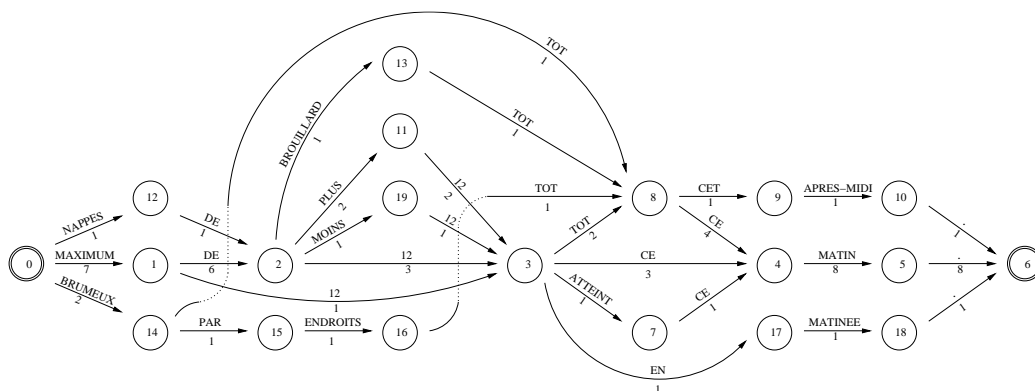 TOT
1
13
BROUILLARD
1
TOT
1
11
PLUS
2
12
2
12
NAPPES
1
DE
1
MOINS
1
19
12
1
TOT
1
8
CET
1
9
APRES-MIDI
1
10
.
1
TOT
2
CE
4
0
MAXIMUM
7
1
DE
6
2
12
3
3
CE
3
4
MATIN
8
5
.
8
6
12
1
ATTEINT
1
CE
1
BRUMEUX
2
14
PAR
1
15
ENDROITS
1
16
7
17
MATINEE
1
18
.
1
EN
1